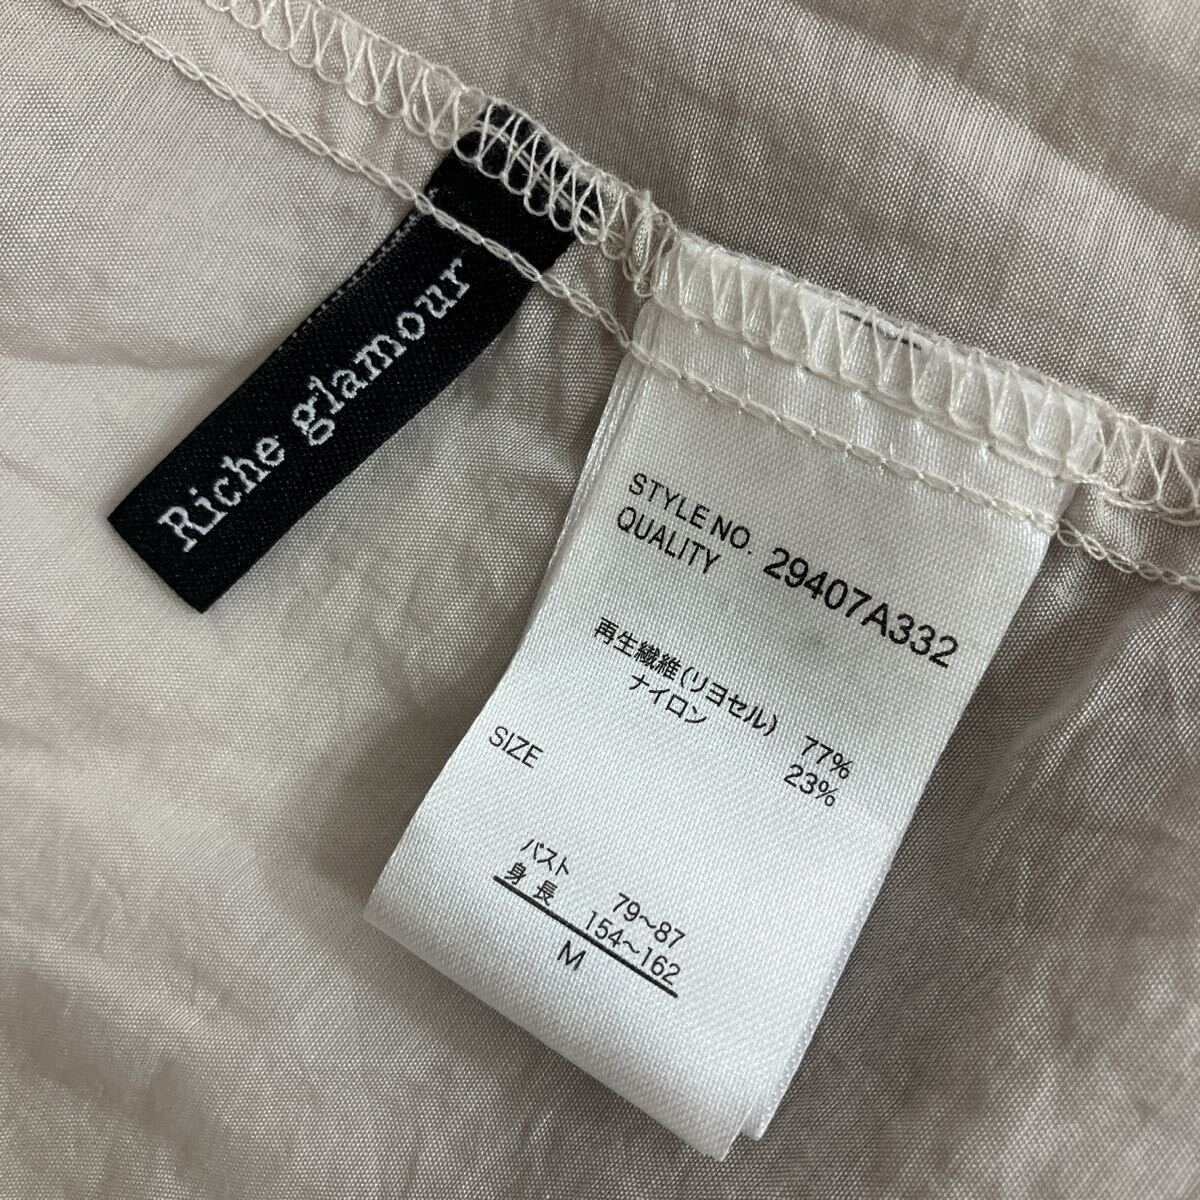 Riche glamour
STYLE NO. 29407A332
QUALITY
再生繊維(リヨセル) 77%
ナイロン 23%
SIZE
バスト 79~87
身長 154~162
M